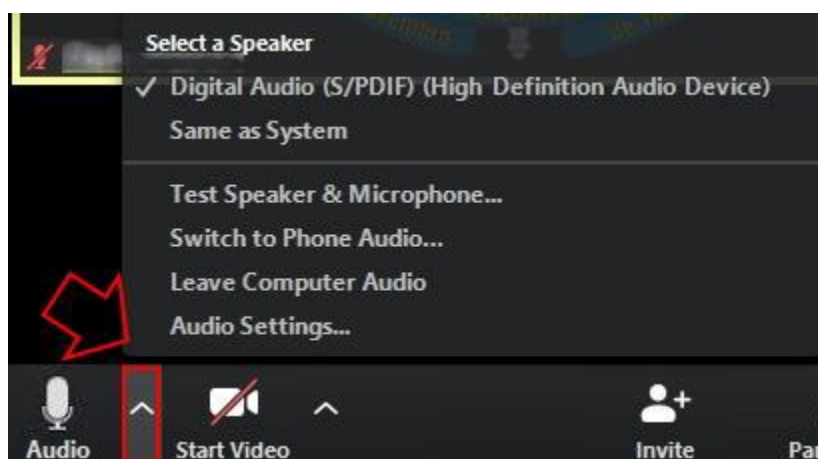 Select a Speaker
✓ Digital Audio (S/PDIF) (High Definition Audio Device)
Same as System
Test Speaker & Microphone...
Switch to Phone Audio...
Leave Computer Audio
Audio Settings...
Audio
Start Video
Invite